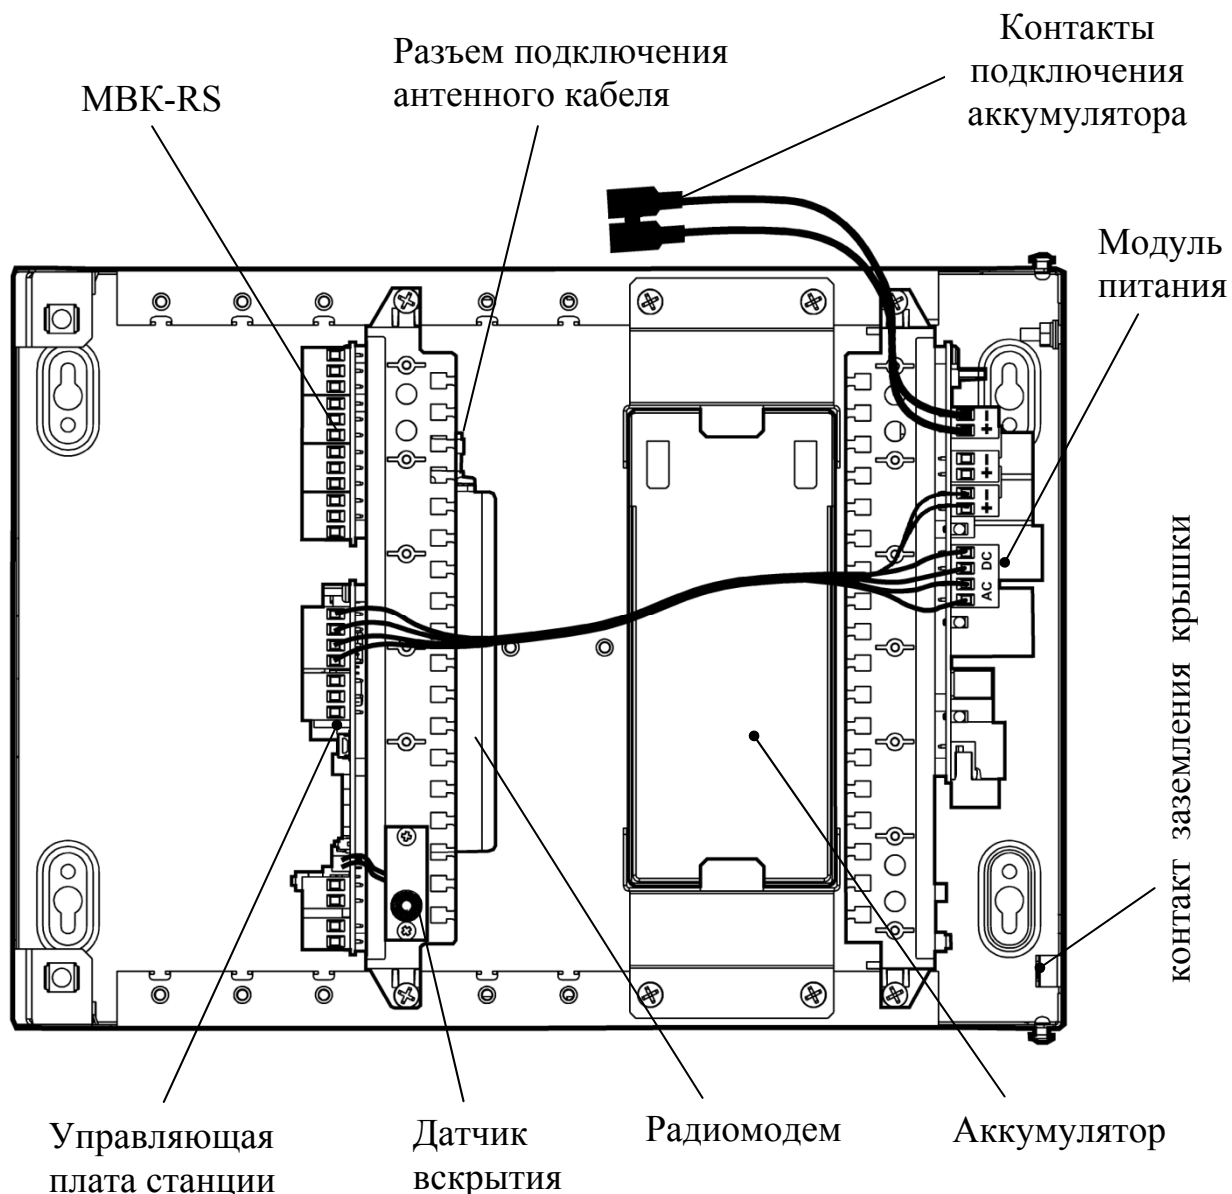 Контакты
подключения
аккумулятора
Разъем подключения
антенного кабеля
МВК-RS
Модуль
питания
+ −
+ −
+ −
DC
AC
контакт заземления крышки
Управляющая
плата станции
Датчик
вскрытия
Радиомодем
Аккумулятор